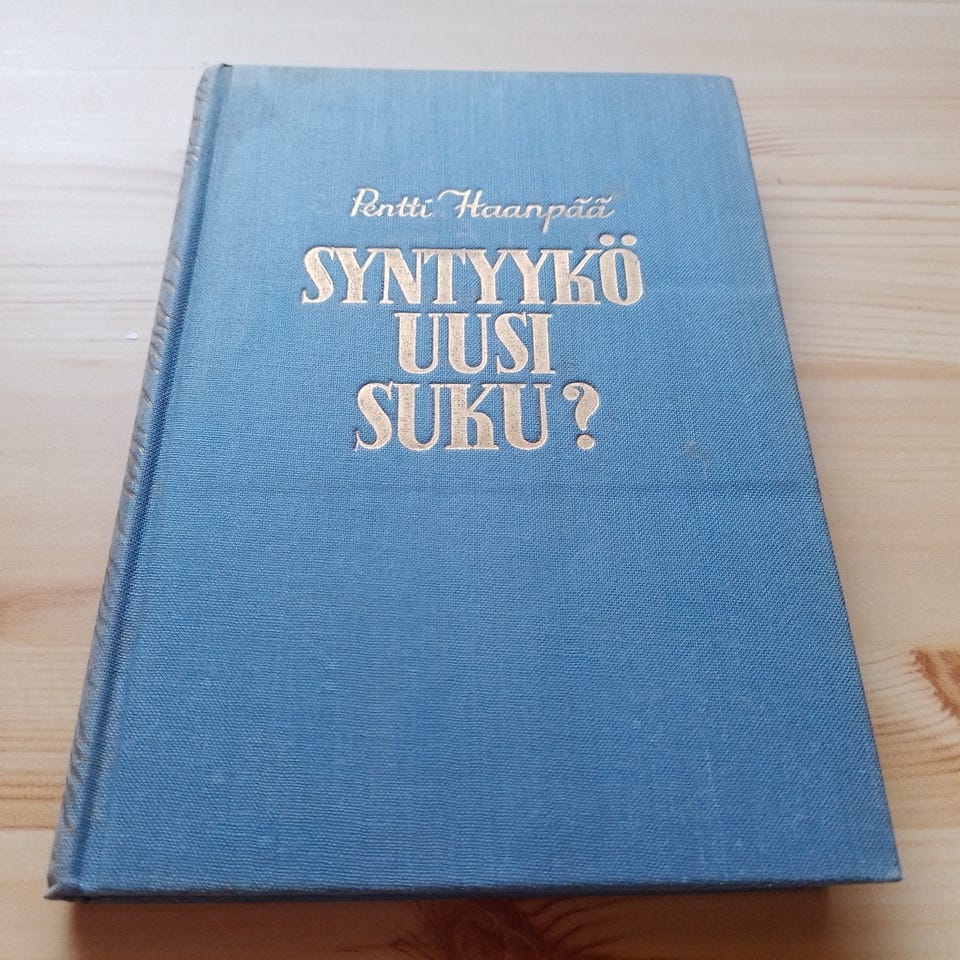 Pentti Haanpää
SYNTYYKÖ
UUSI
SUKU?